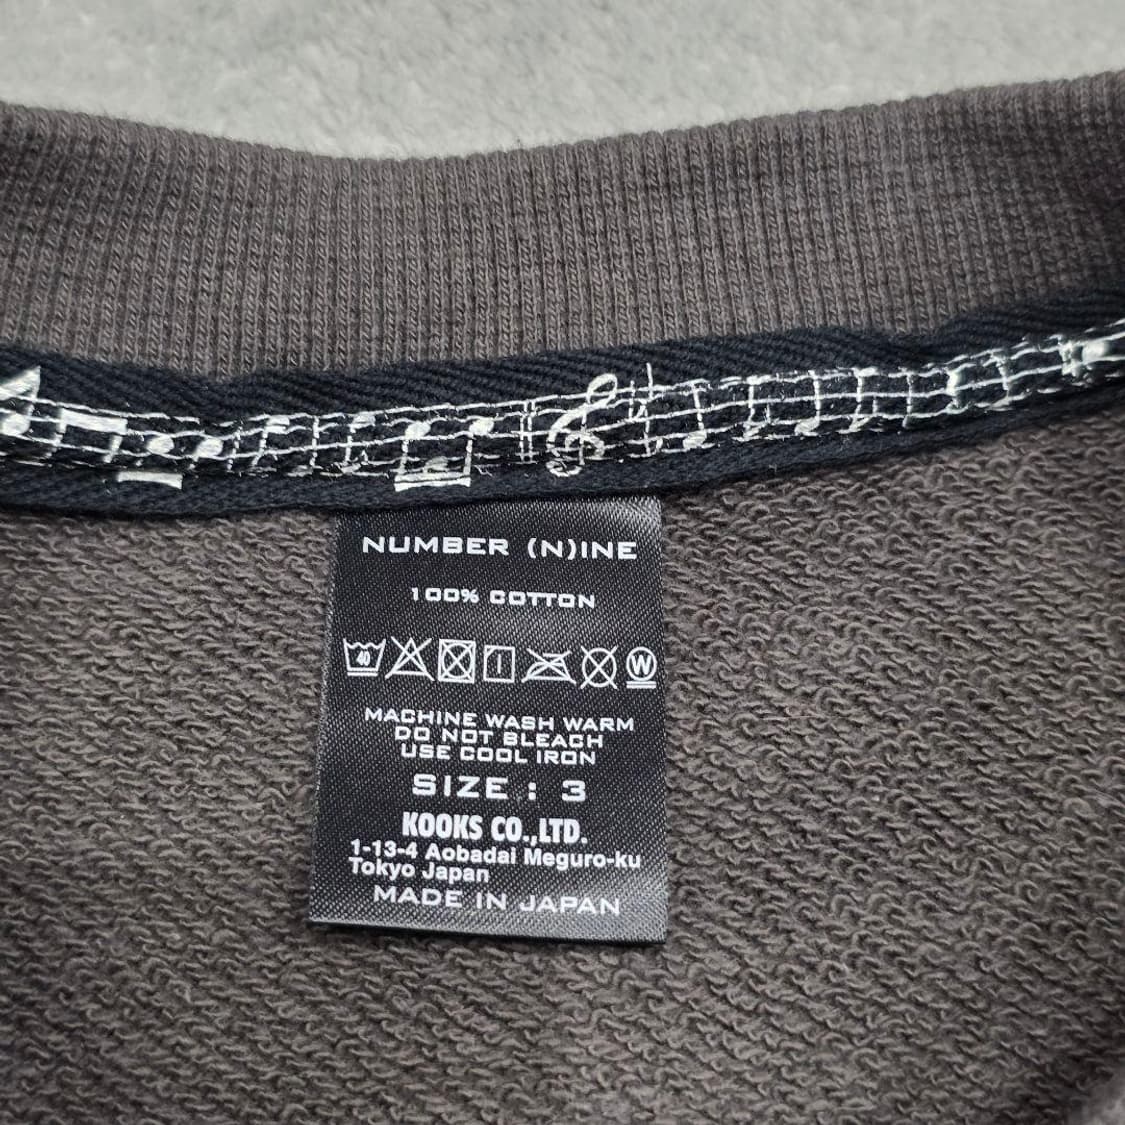 NUMBER (N)INE
100% COTTON
40 W
MACHINE WASH WARM
DO NOT BLEACH
USE COOL IRON
SIZE : 3
KOOKS CO.,LTD.
1-13-4 Aobadai Meguro-ku
Tokyo Japan
MADE IN JAPAN